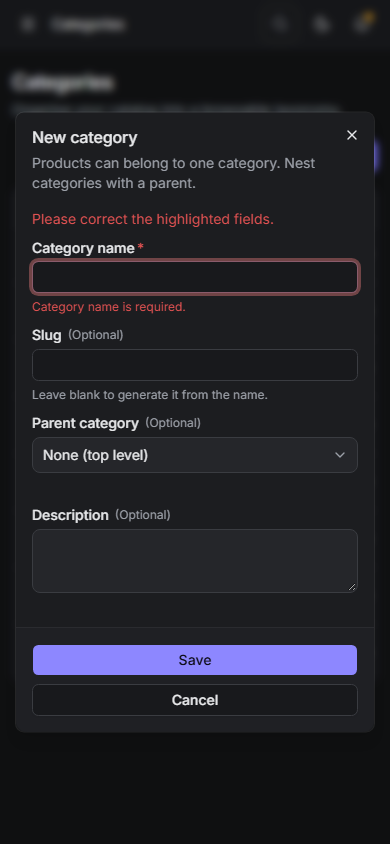 Categories
Categories
New category
Products can belong to one category. Nest
categories with a parent.
Please correct the highlighted fields.
Category name *
Category name is required.
Slug (Optional)
Leave blank to generate it from the name.
Parent category (Optional)
None (top level)
Description (Optional)
Save
Cancel